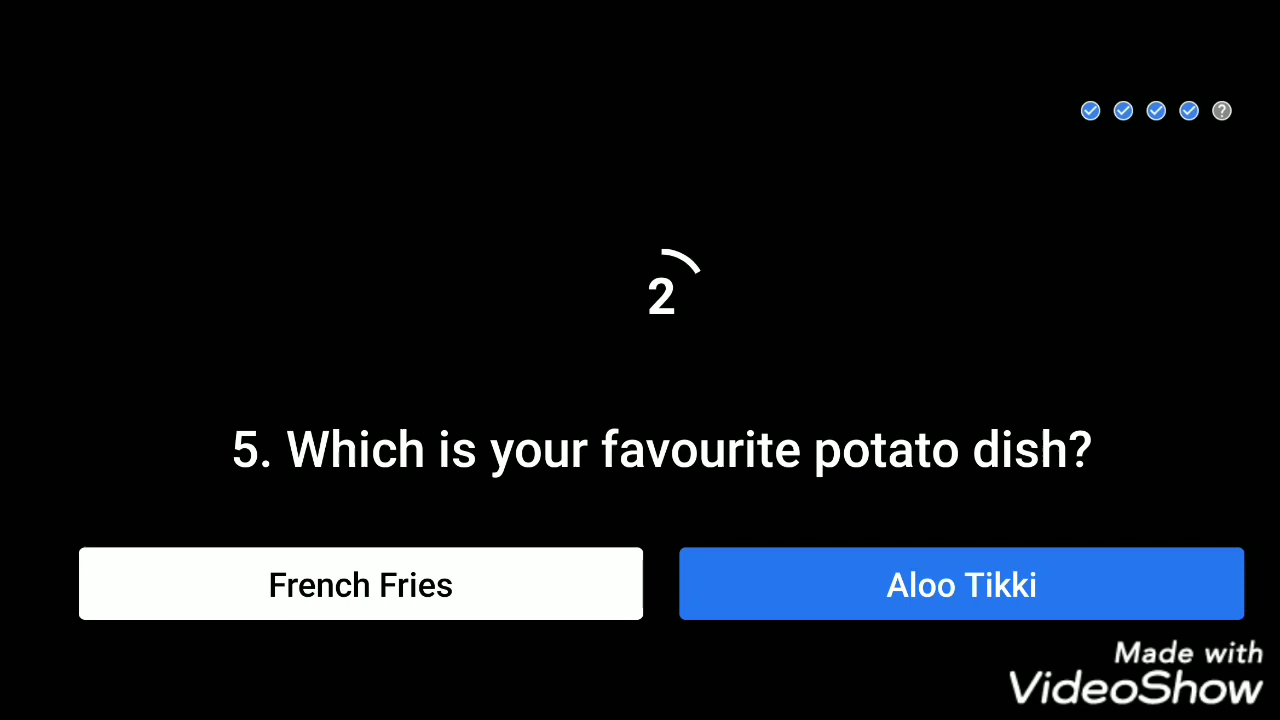 ?
2
5. Which is your favourite potato dish?
French Fries
Aloo Tikki
Made with
VideoShow